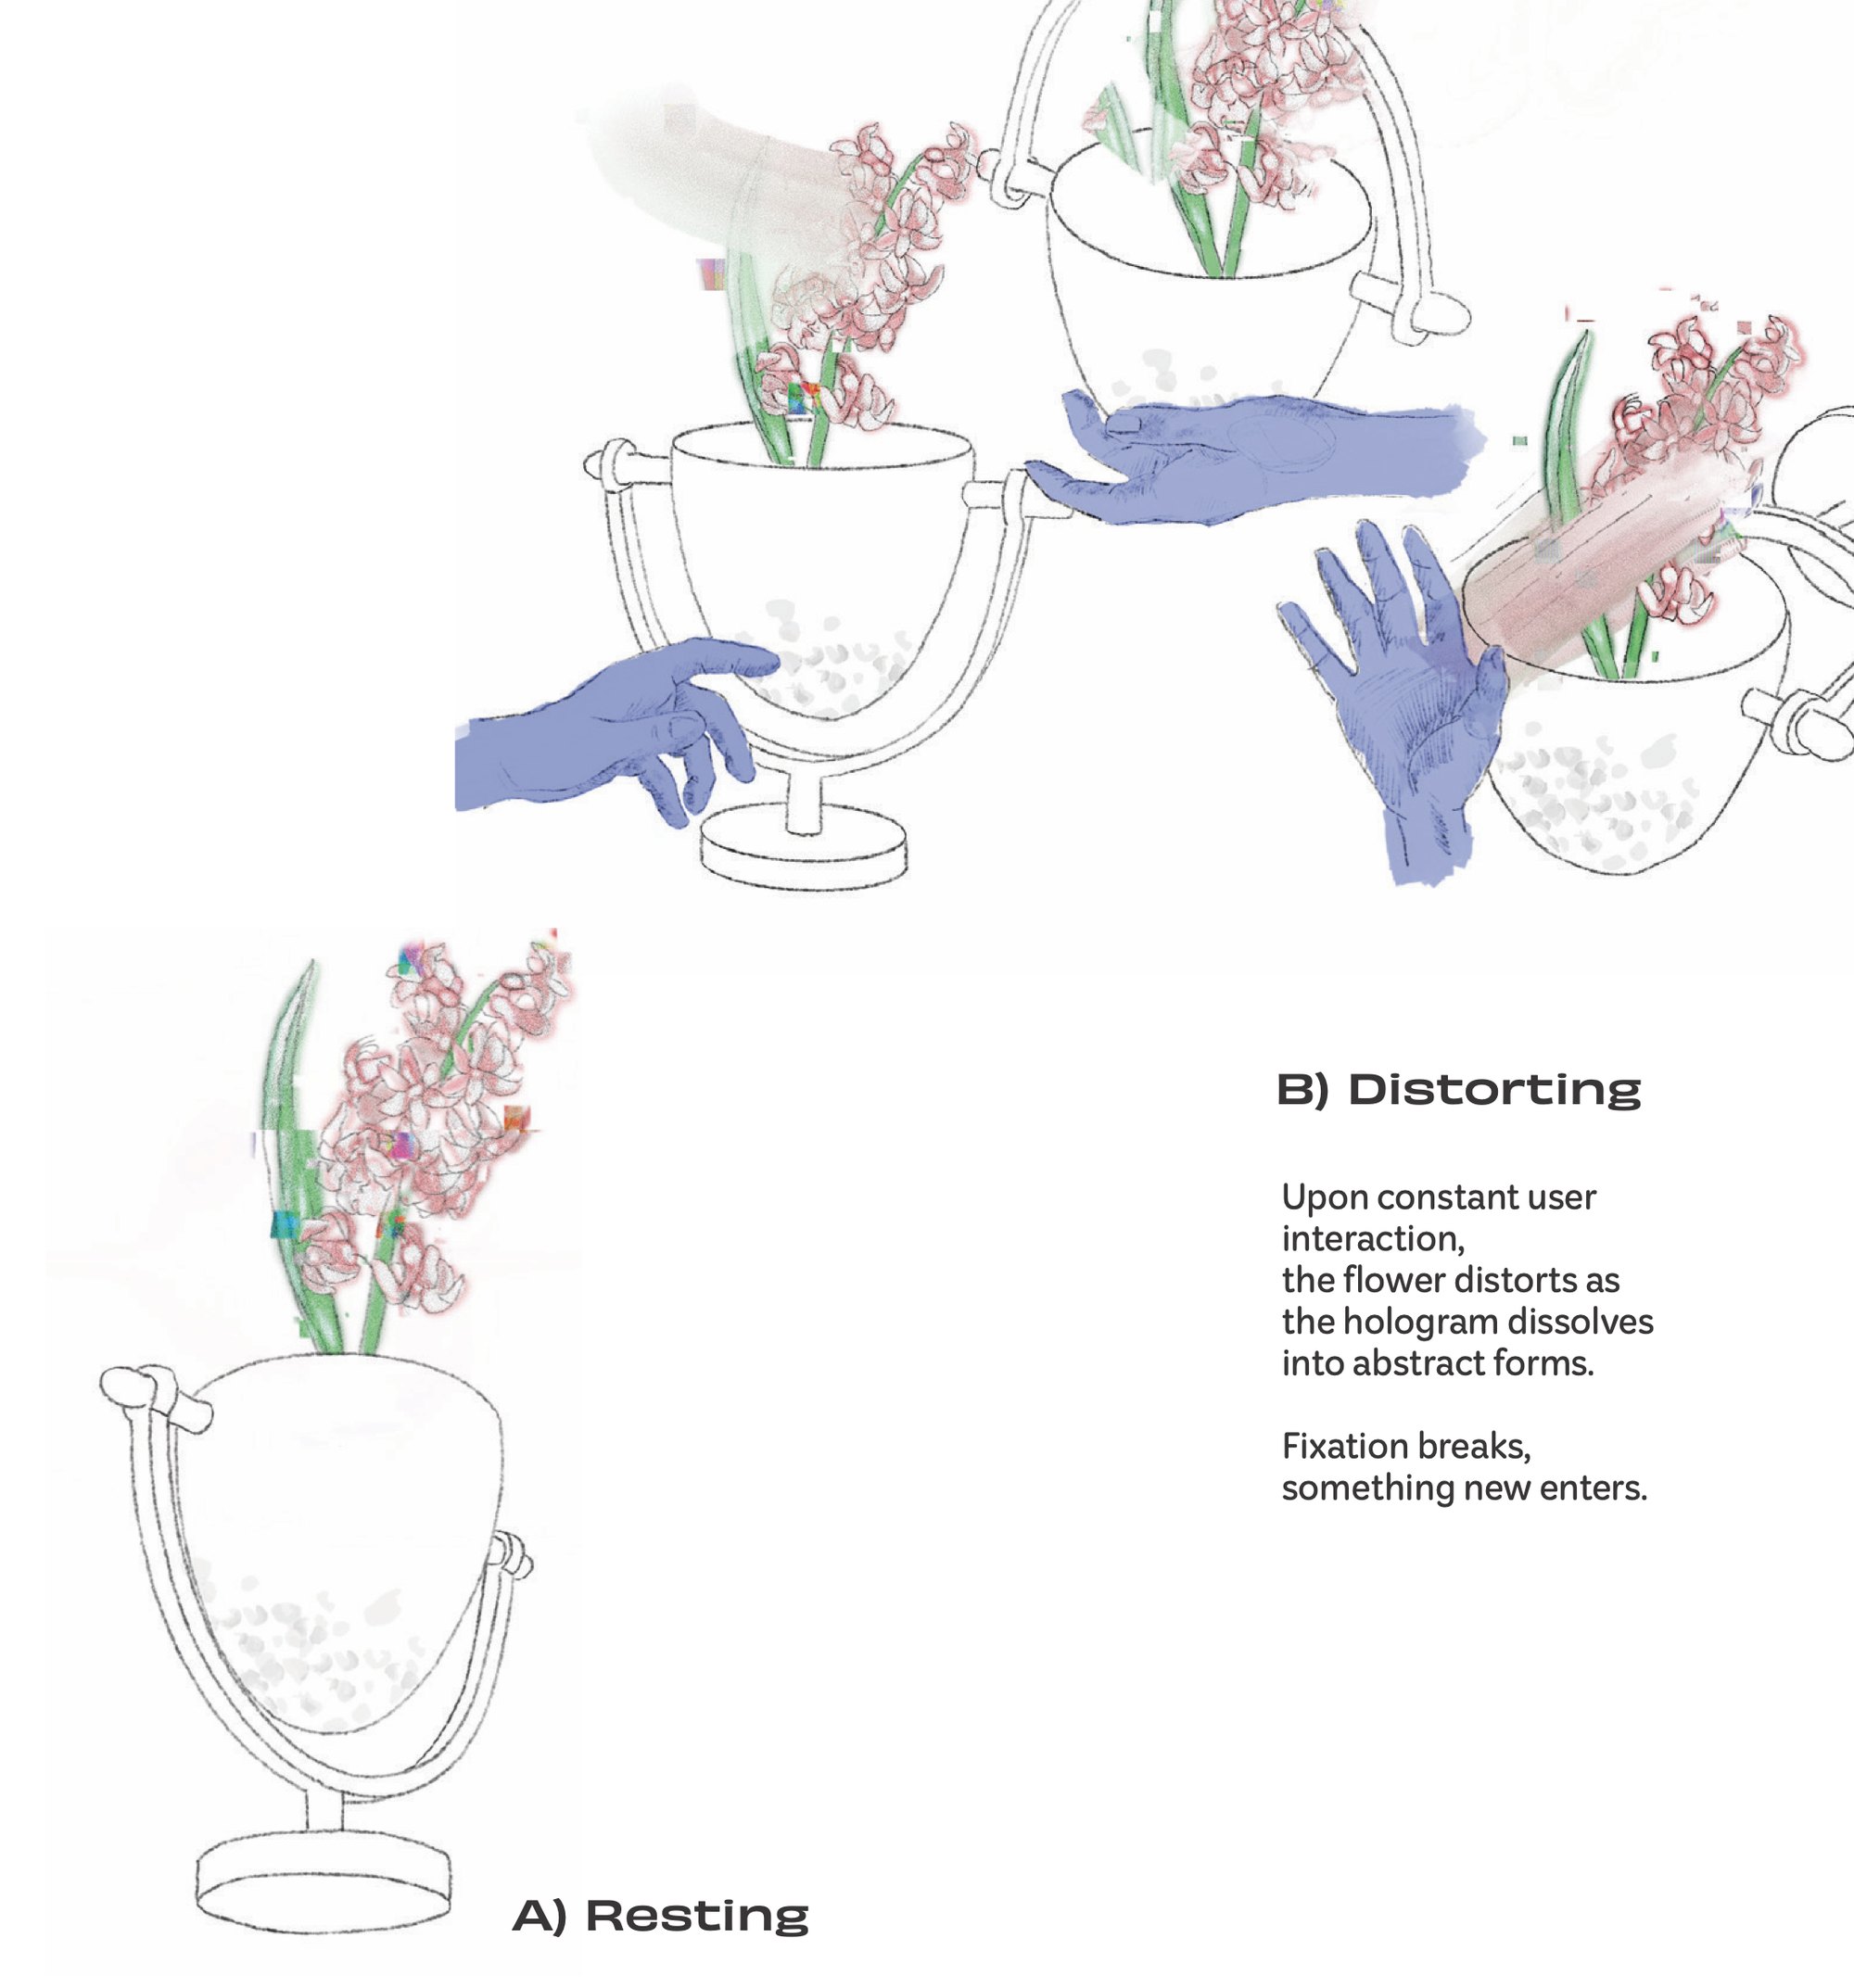 B) Distorting
Upon constant user
interaction,
the flower distorts as
the hologram dissolves
into abstract forms.
Fixation breaks,
something new enters.
A) Resting